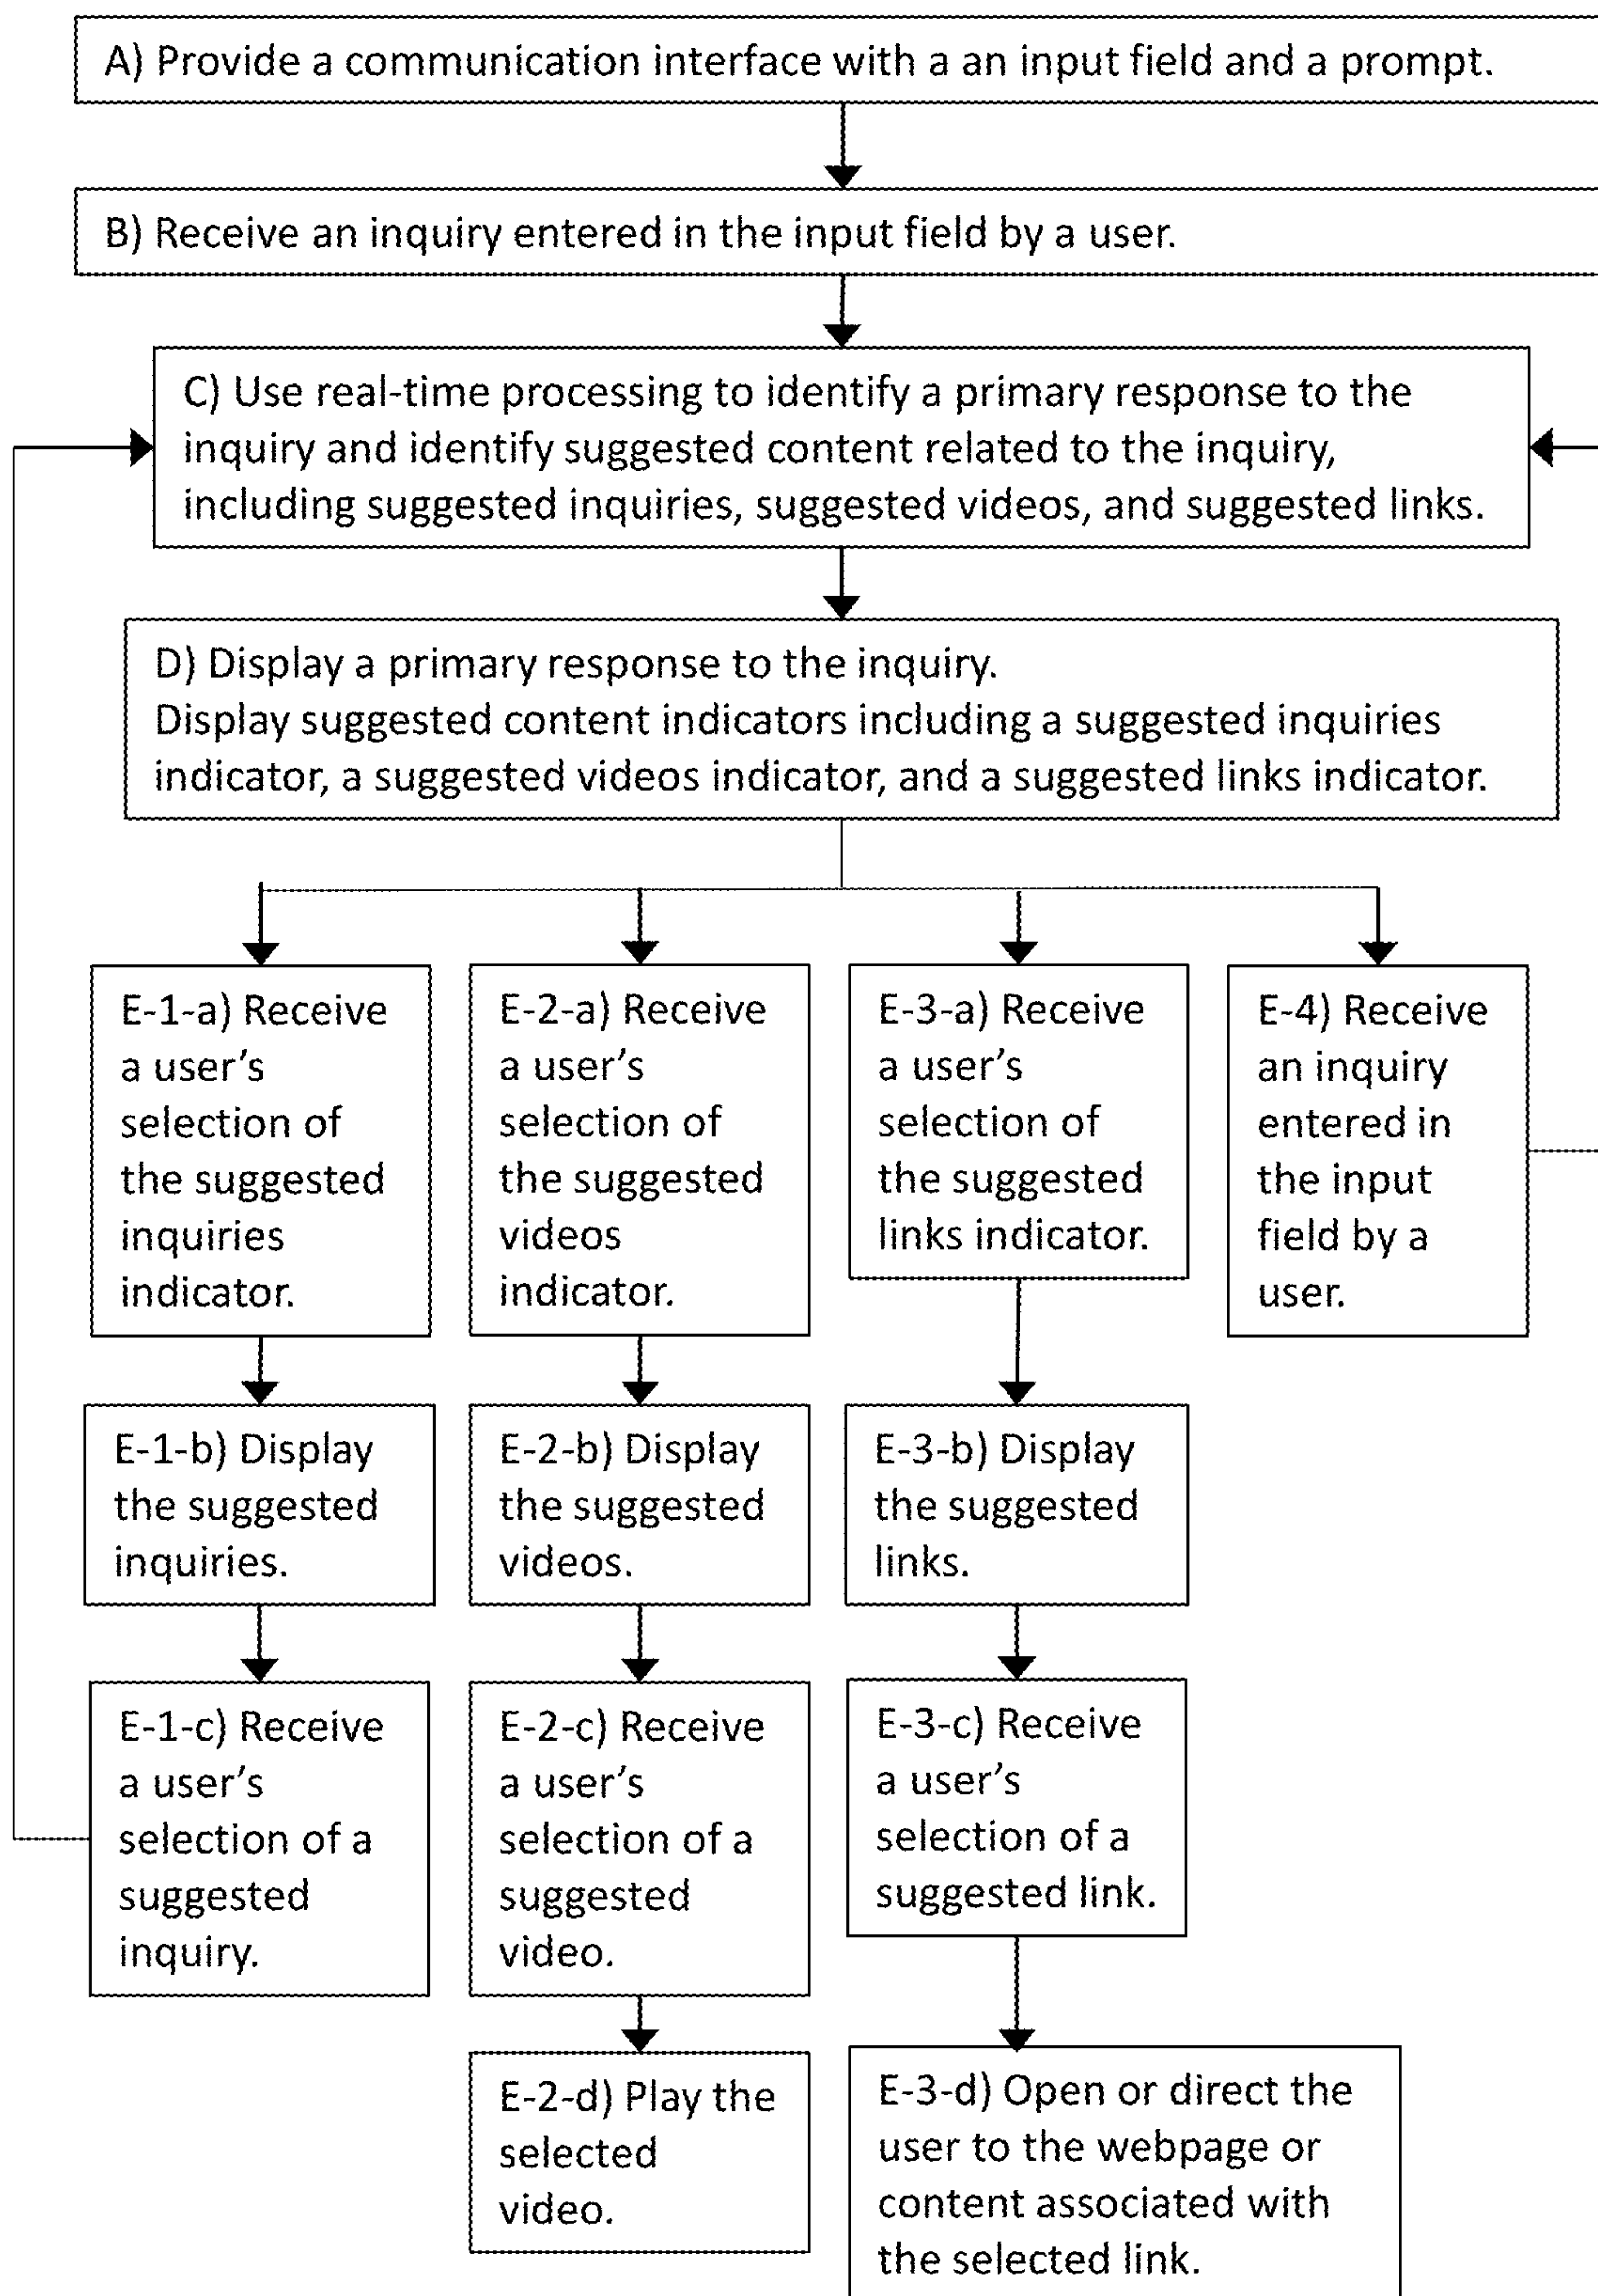 A) Provide a communication interface with a an input field and a prompt.
B) Receive an inquiry entered in the input field by a user.
C) Use real-time processing to identify a primary response to the
inquiry and identify suggested content related to the inquiry,
including suggested inquiries, suggested videos, and suggested links.
D) Display a primary response to the inquiry.
Display suggested content indicators including a suggested inquiries
indicator, a suggested videos indicator, and a suggested links indicator.
E-1-a) Receive
a user’s
selection of
the suggested
inquiries
indicator.
E-2-a) Receive
a user’s
selection of
the suggested
videos
indicator.
E-3-a) Receive
a user’s
selection of
the suggested
links indicator.
E-4) Receive
an inquiry
entered in
the input
field by a
user.
E-1-b) Display
the suggested
inquiries.
E-2-b) Display
the suggested
videos.
E-3-b) Display
the suggested
links.
E-1-c) Receive
a user’s
selection of a
suggested
inquiry.
E-2-c) Receive
a user’s
selection of a
suggested
video.
E-3-c) Receive
a user’s
selection of a
suggested link.
E-2-d) Play the
selected
video.
E-3-d) Open or direct the
user to the webpage or
content associated with
the selected link.